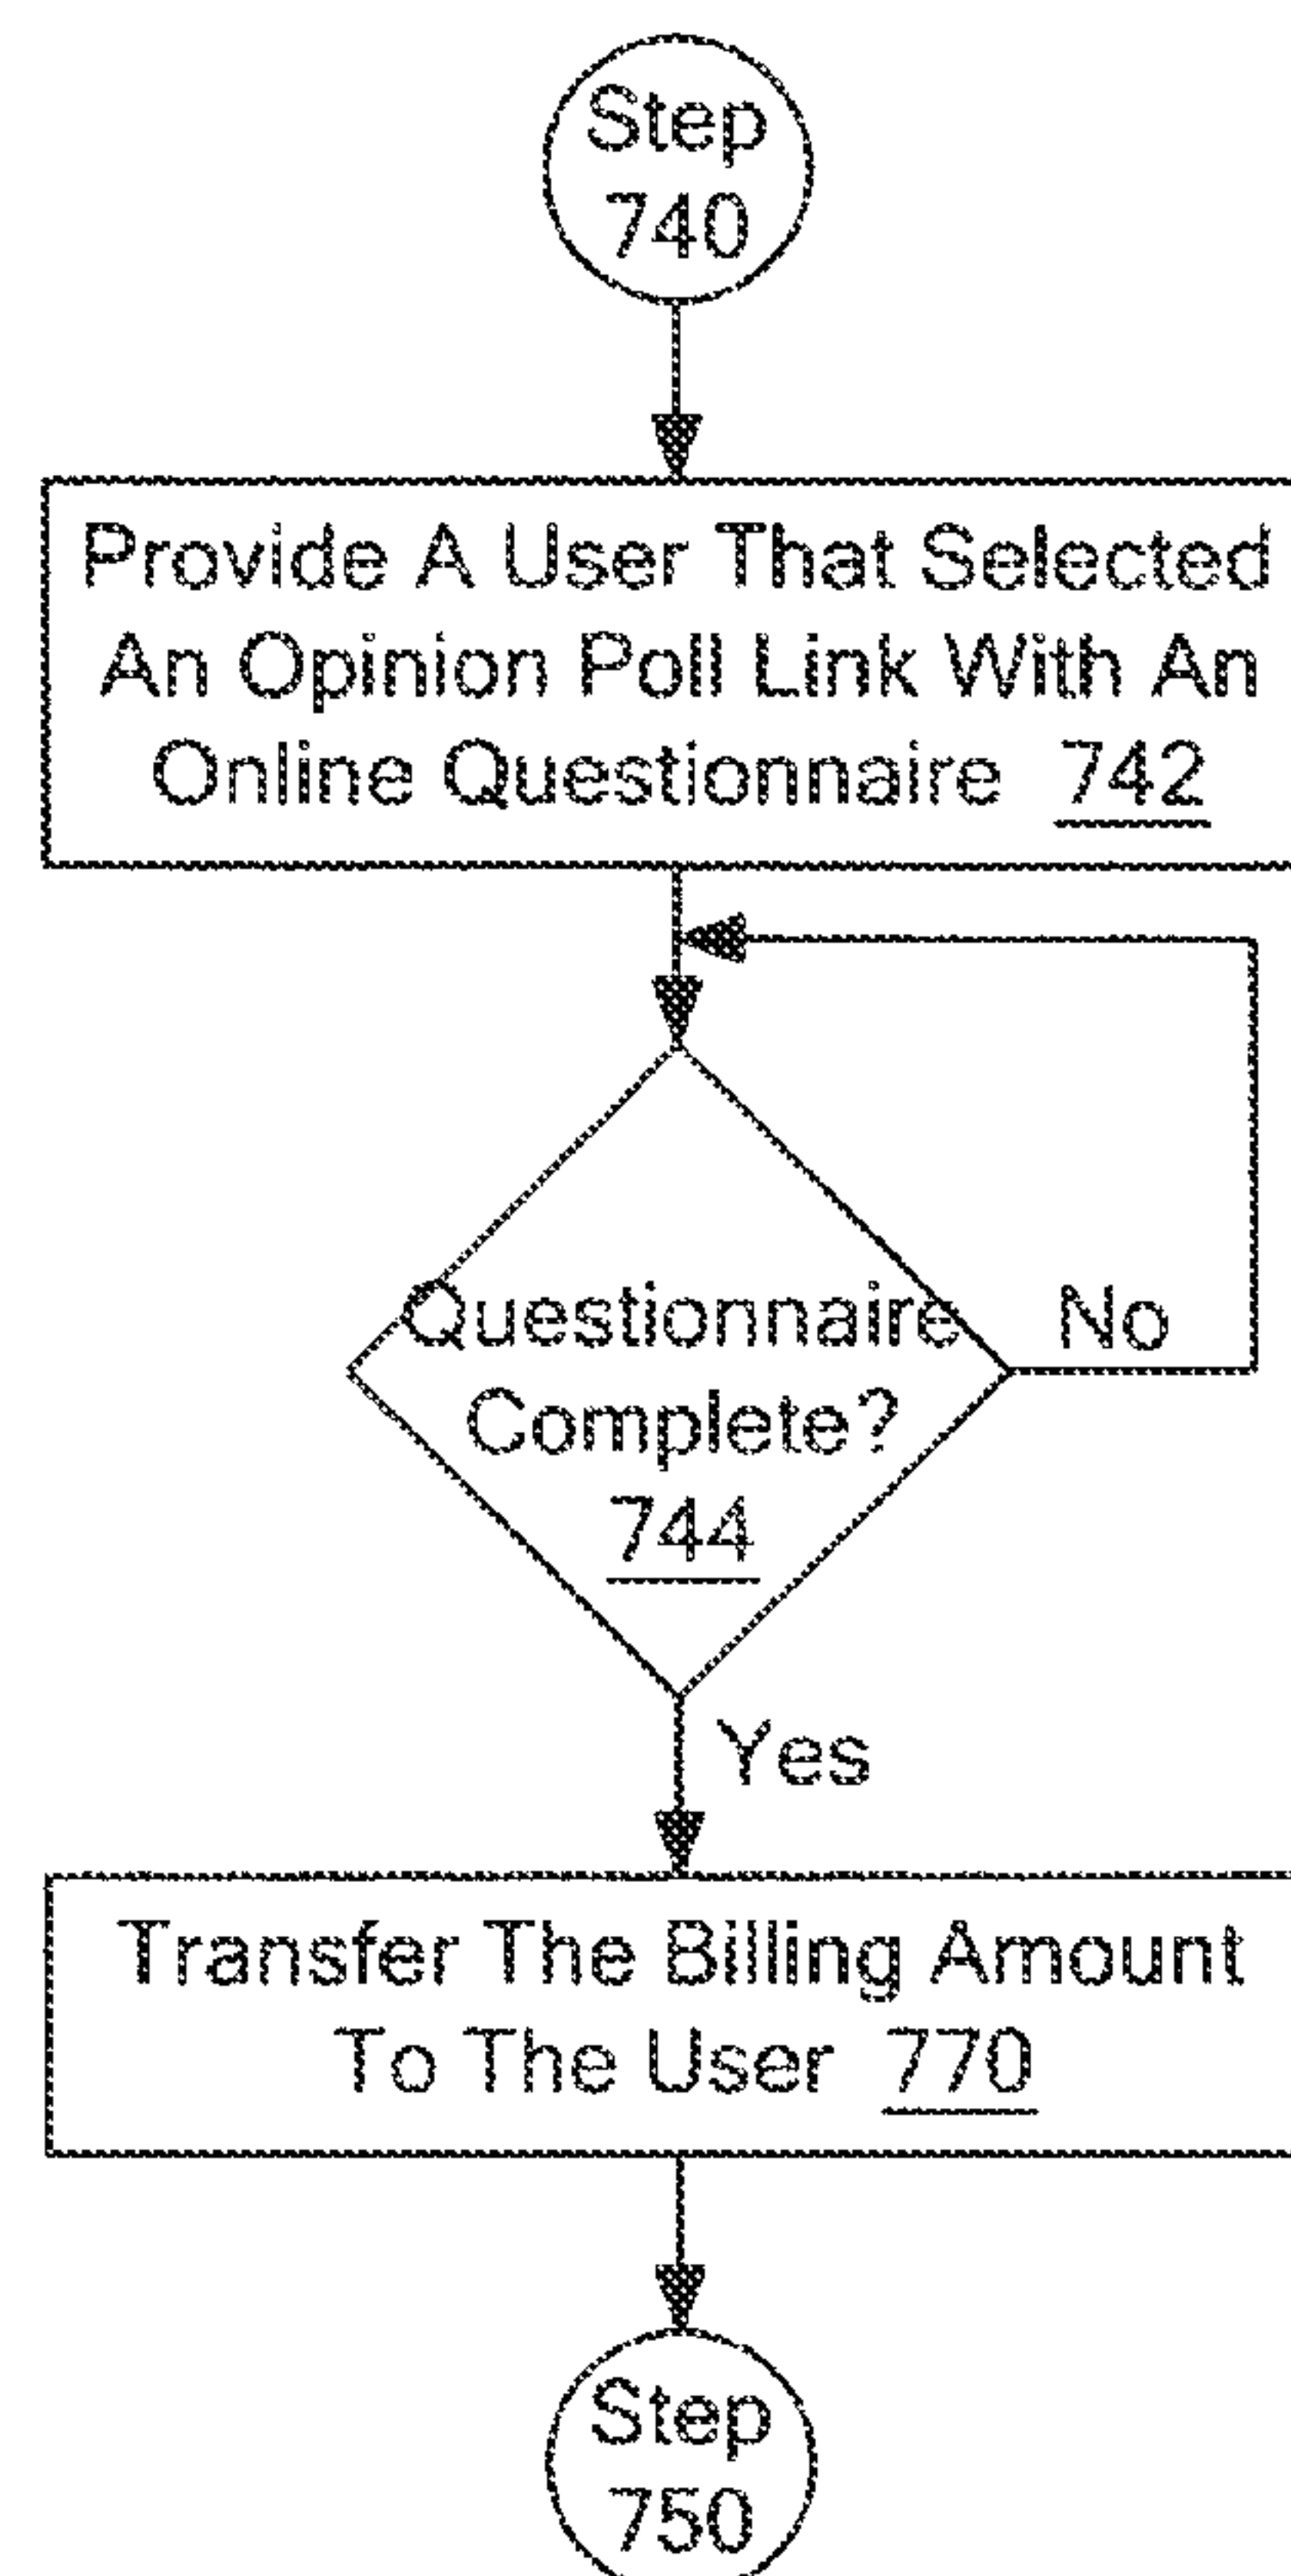 Step
740
Provide A User That Selected
An Opinion Poll Link With An
Online Questionnaire 742
Questionnaire
Complete?
744
No
Yes
Transfer The Billing Amount
To The User 770
Step
750